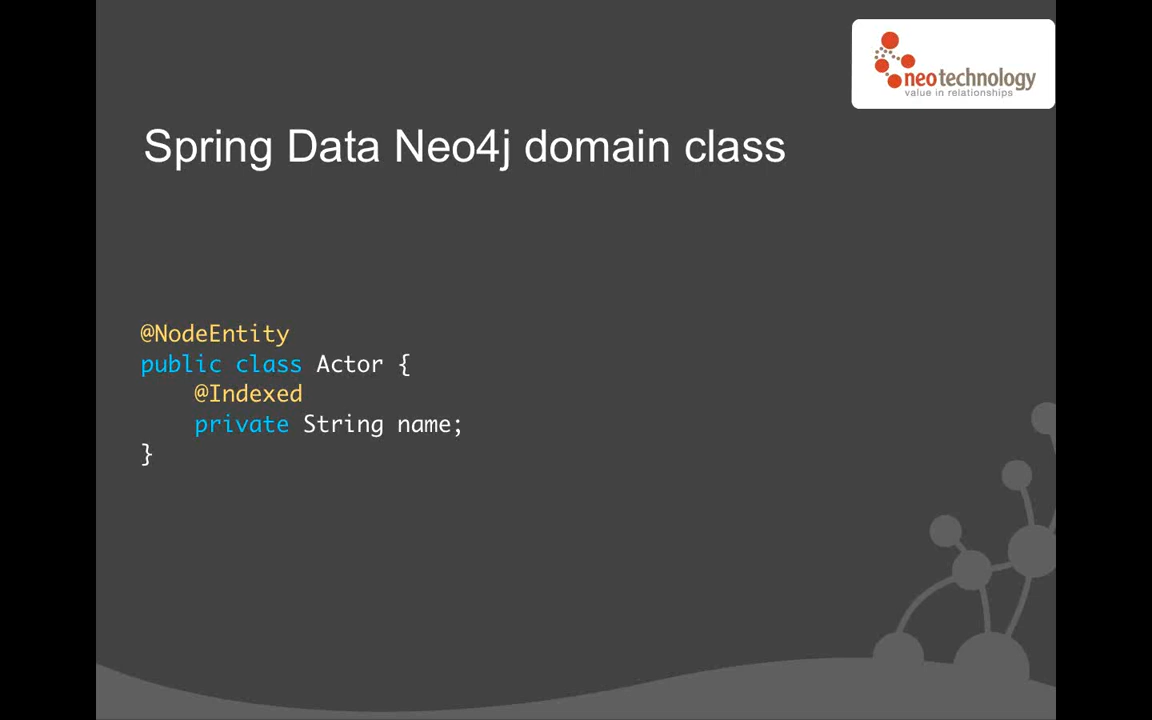 neotechnology
value in relationships
Spring Data Neo4j domain class
@NodeEntity
public class Actor {
    @Indexed
    private String name;
}